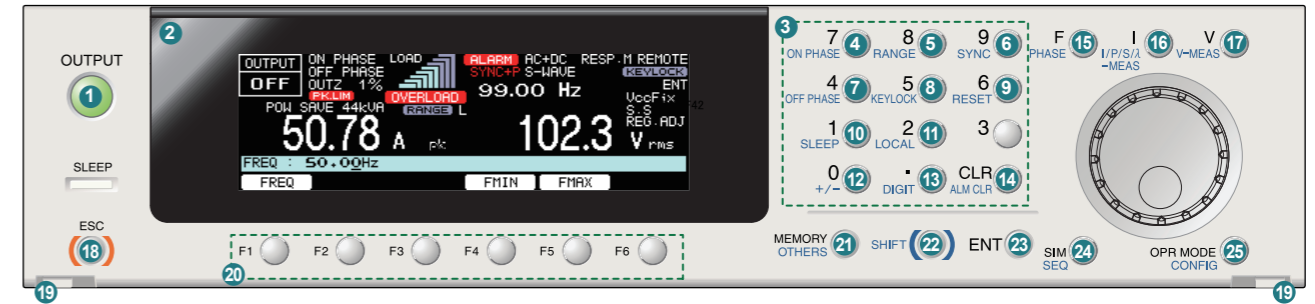 OUTPUT
1
SLEEP
ESC
18
19
2
OUTPUT
OFF
ON PHASE
OFF PHASE
OUTZ 1%
PK.LIM
POW SAVE 44kVA
LOAD
OVERLOAD
RANGE L
ALARM AC+DC RESP.M REMOTE
SYNC+P S-WAVE KEYLOCK
99.00 Hz
ENT
VccFix
S.S
REG.ADJ
F42
50.78 A pk
102.3 V rms
FREQ : 50.00Hz
FREQ FMIN FMAX
F1 F2 F3 F4 F5 F6
20
3
7 ON PHASE 4
8 RANGE 5
9 SYNC 6
4 OFF PHASE 7
5 KEYLOCK 8
6 RESET 9
1 SLEEP 10
2 LOCAL 11
3
0 +/− 12
. DIGIT 13
CLR ALM CLR 14
F PHASE 15
I I/P/S/λ −MEAS 16
V V−MEAS 17
MEMORY OTHERS 21
SHIFT 22
ENT 23
SIM SEQ 24
OPR MODE CONFIG 25
19